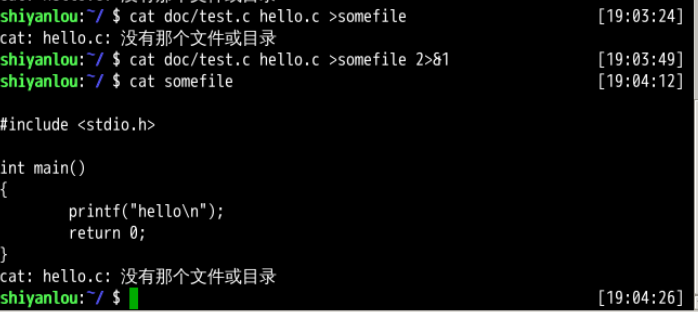 shiyanlou:~/ $ cat doc/test.c hello.c >somefile [19:03:24]
cat: hello.c: 没有那个文件或目录
shiyanlou:~/ $ cat doc/test.c hello.c >somefile 2>&1 [19:03:49]
shiyanlou:~/ $ cat somefile [19:04:12]
#include <stdio.h>
int main()
{
printf("hello\n");
return 0;
}
cat: hello.c: 没有那个文件或目录
shiyanlou:~/ $ [19:04:26]